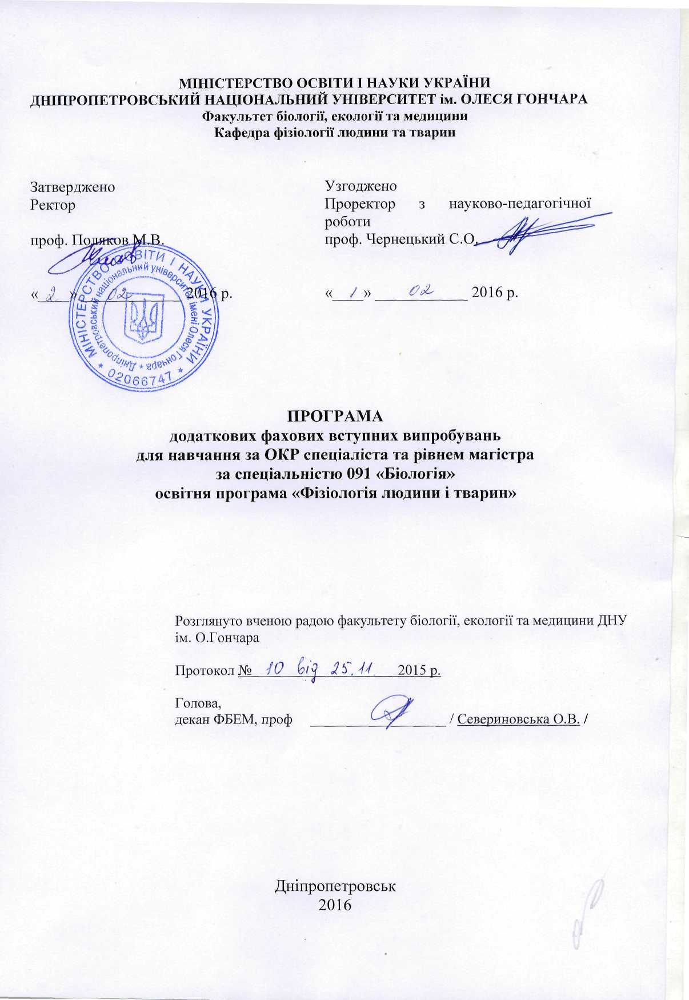 МІНІСТЕРСТВО ОСВІТИ І НАУКИ УКРАЇНИ
ДНІПРОПЕТРОВСЬКИЙ НАЦІОНАЛЬНИЙ УНІВЕРСИТЕТ ім. ОЛЕСЯ ГОНЧАРА
Факультет біології, екології та медицини
Кафедра фізіології людини та тварин
Затверджено
Ректор
проф. Поляков М.В.
«2» 02 2016 р.
Узгоджено
Проректор з науково-педагогічної
роботи
проф. Чернецький С.О.
«1» 02 2016 р.
МІНІСТЕРСТВО ОСВІТИ І НАУКИ УКРАЇНИ
* 02066747 *
Дніпропетровський національний університет імені Олеся Гончара *
ПРОГРАМА
додаткових фахових вступних випробувань
для навчання за ОКР спеціаліста та рівнем магістра
за спеціальністю 091 «Біологія»
освітня програма «Фізіологія людини і тварин»
Розглянуто вченою радою факультету біології, екології та медицини ДНУ
ім. О.Гончара
Протокол № 10 від 25.11 2015 р.
Голова,
декан ФБЕМ, проф / Севериновська О.В. /
Дніпропетровськ
2016